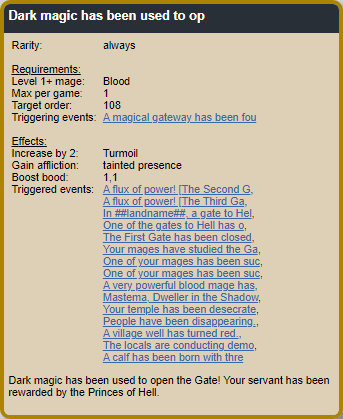 Dark magic has been used to op
Rarity: always
Requirements:
Level 1+ mage: Blood
Max per game: 1
Target order: 108
Triggering events: A magical gateway has been fou
Effects:
Increase by 2: Turmoil
Gain affliction: tainted presence
Boost bood: 1,1
Triggered events: A flux of power! [The Second G,
A flux of power! [The Third Ga,
In ##landname##, a gate to Hel,
One of the gates to Hell has o,
The First Gate has been closed,
Your mages have studied the Ga,
One of your mages has been suc,
One of your mages has been suc,
A very powerful blood mage has,
Mastema, Dweller in the Shadow,
Your temple has been desecrate,
People have been disappearing.,
A village well has turned red.,
The locals are conducting demo,
A calf has been born with thre
Dark magic has been used to open the Gate! Your servant has been
rewarded by the Princes of Hell.